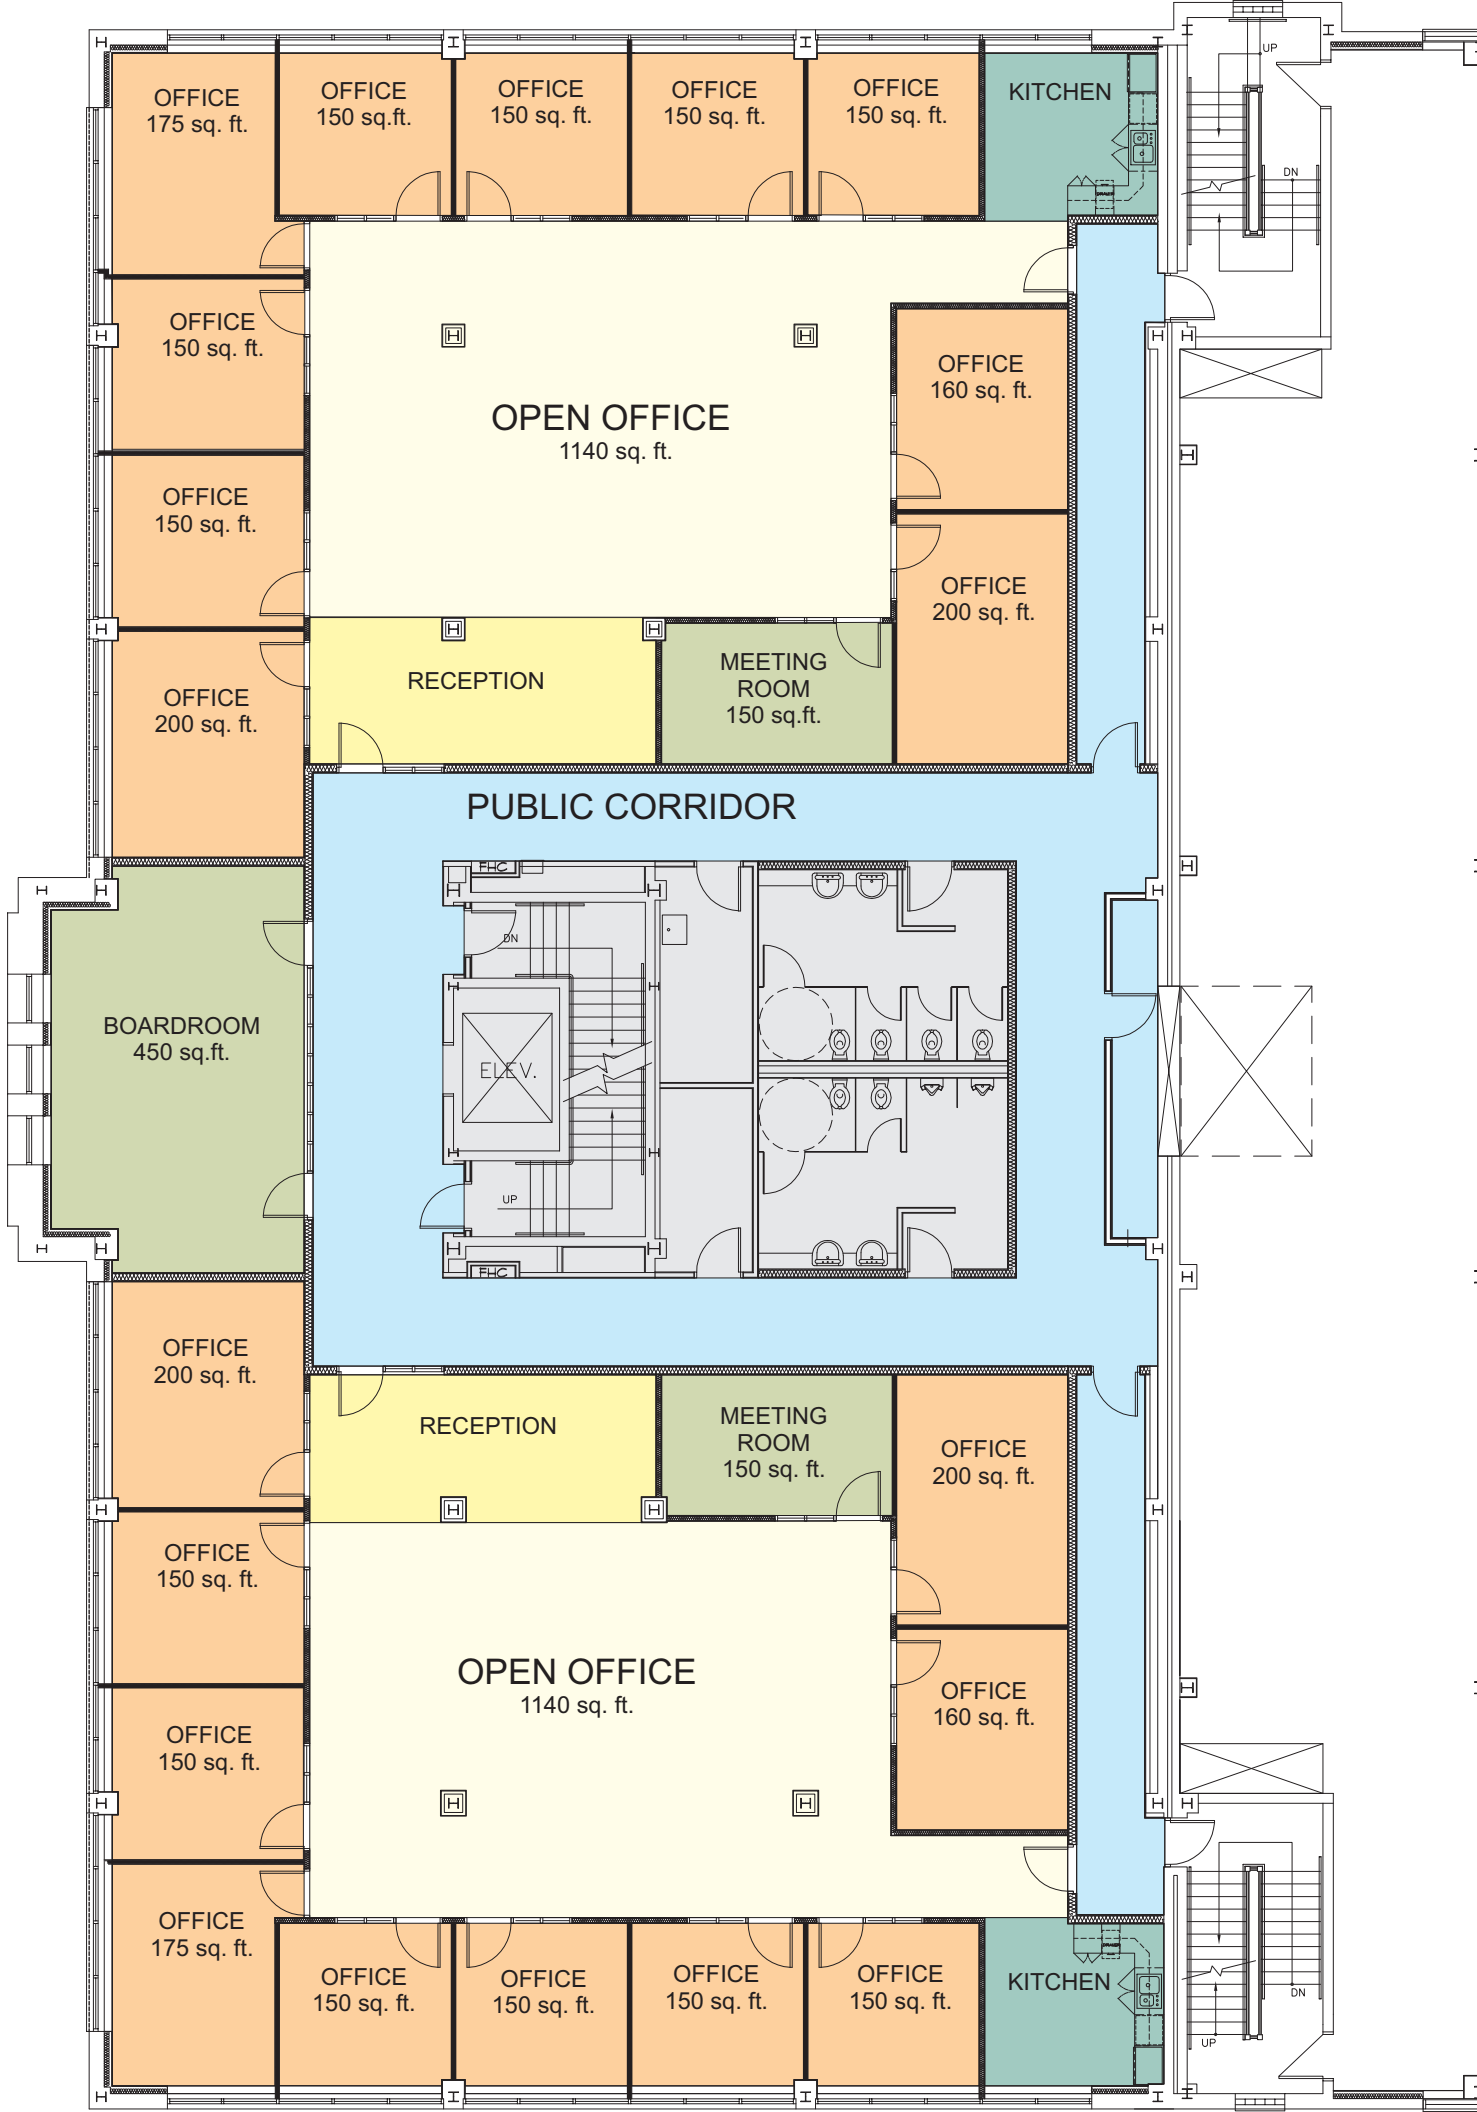 UP
OFFICE
175 sq. ft.
OFFICE
150 sq.ft.
OFFICE
150 sq. ft.
OFFICE
150 sq. ft.
OFFICE
150 sq. ft.
KITCHEN
DN
OFFICE
150 sq. ft.
OFFICE
160 sq. ft.
OPEN OFFICE
1140 sq. ft.
OFFICE
150 sq. ft.
OFFICE
200 sq. ft.
OFFICE
200 sq. ft.
RECEPTION
MEETING
ROOM
150 sq.ft.
PUBLIC CORRIDOR
FHC
DN
BOARDROOM
450 sq.ft.
ELEV.
UP
FHC
OFFICE
200 sq. ft.
RECEPTION
MEETING
ROOM
150 sq. ft.
OFFICE
200 sq. ft.
OFFICE
150 sq. ft.
OPEN OFFICE
1140 sq. ft.
OFFICE
160 sq. ft.
OFFICE
150 sq. ft.
OFFICE
175 sq. ft.
OFFICE
150 sq. ft.
OFFICE
150 sq. ft.
OFFICE
150 sq. ft.
OFFICE
150 sq. ft.
KITCHEN
DN
UP